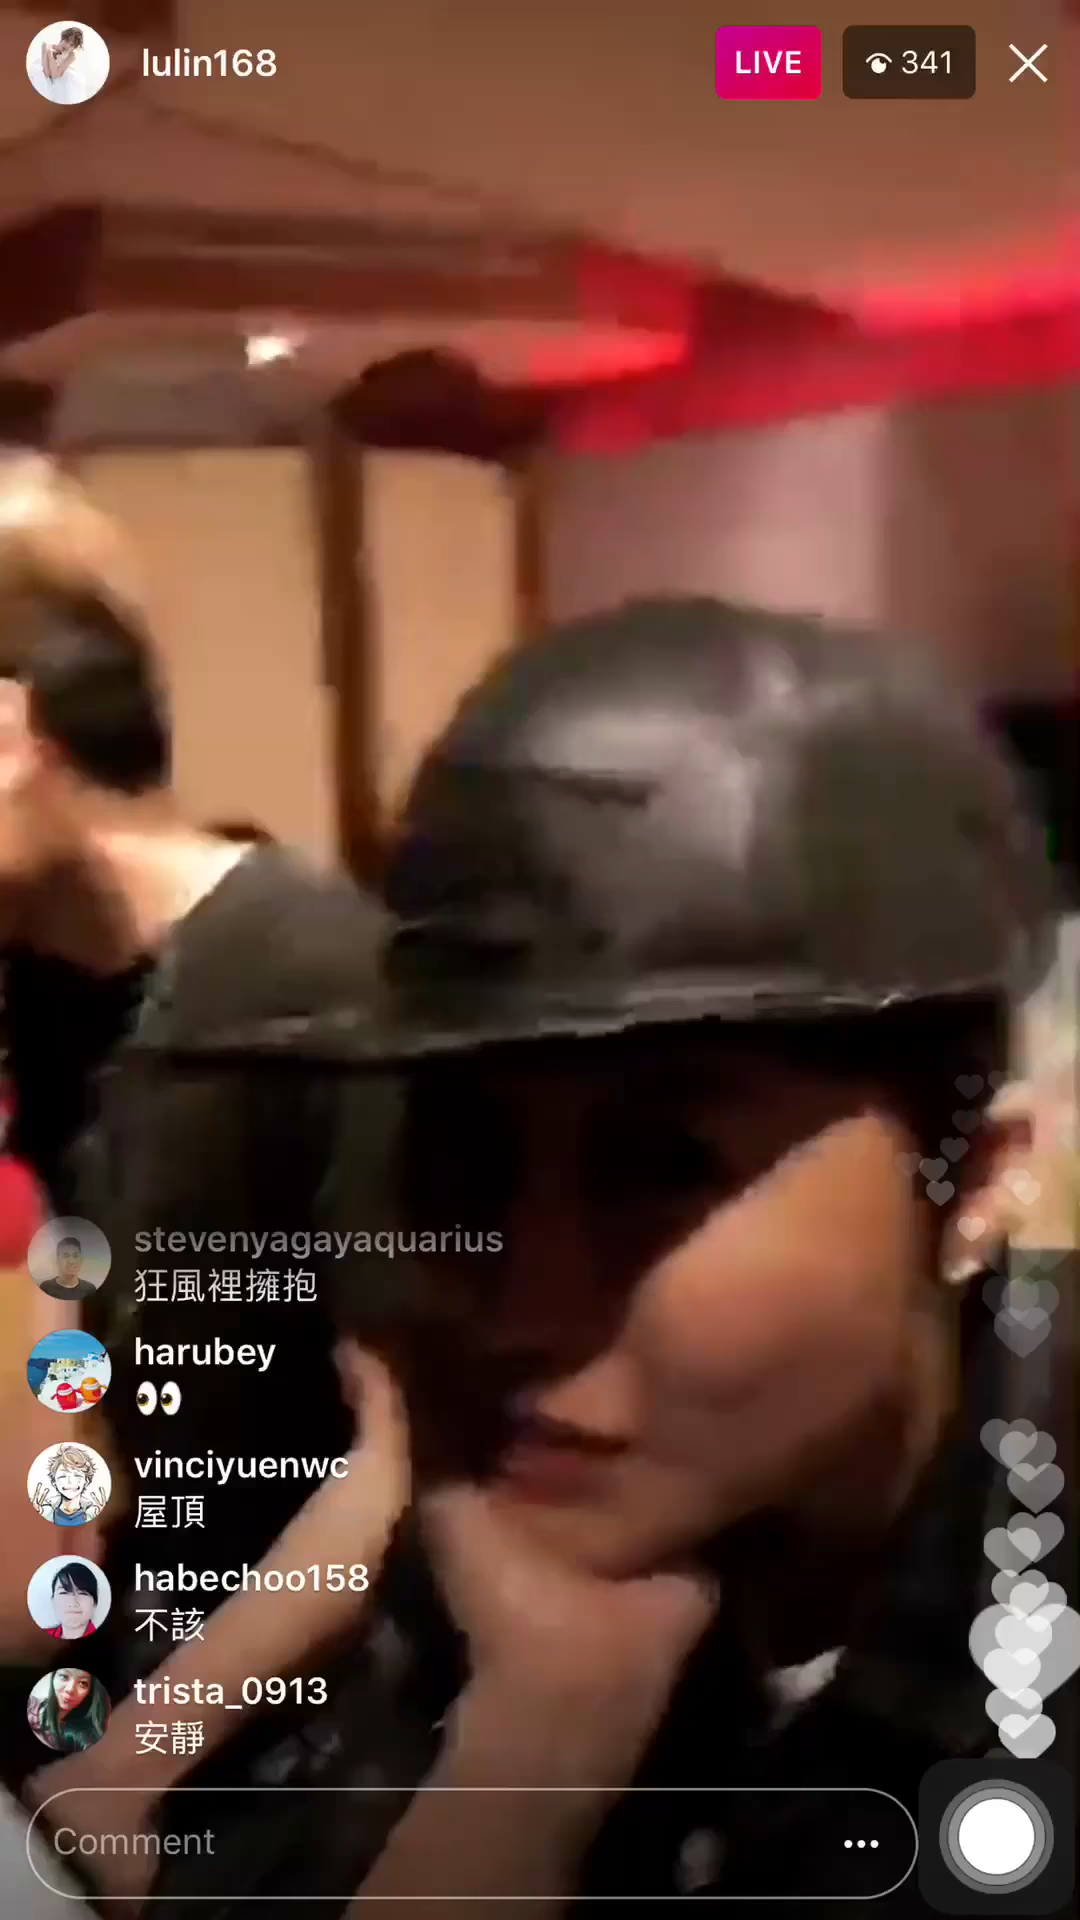 lulin168
LIVE
341
stevenyagayaquarius
狂風裡擁抱
harubey
👀
vinciyuenwc
屋頂
habechoo158
不該
trista_0913
安靜
Comment